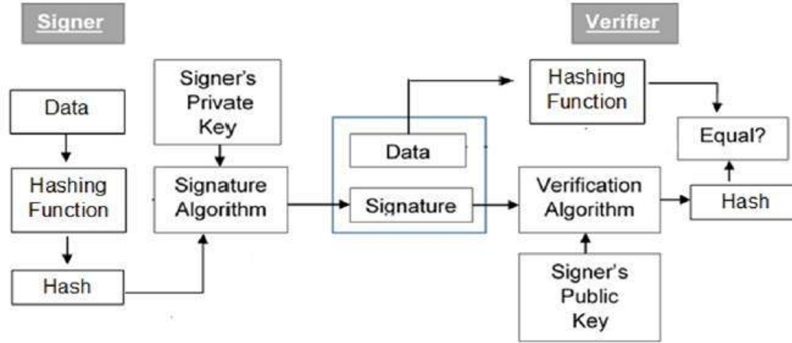 Signer
Verifier
Data
Hashing
Function
Hash
Signer's
Private
Key
Signature
Algorithm
Data
Signature
Hashing
Function
Equal?
Verification
Algorithm
Hash
Signer's
Public
Key